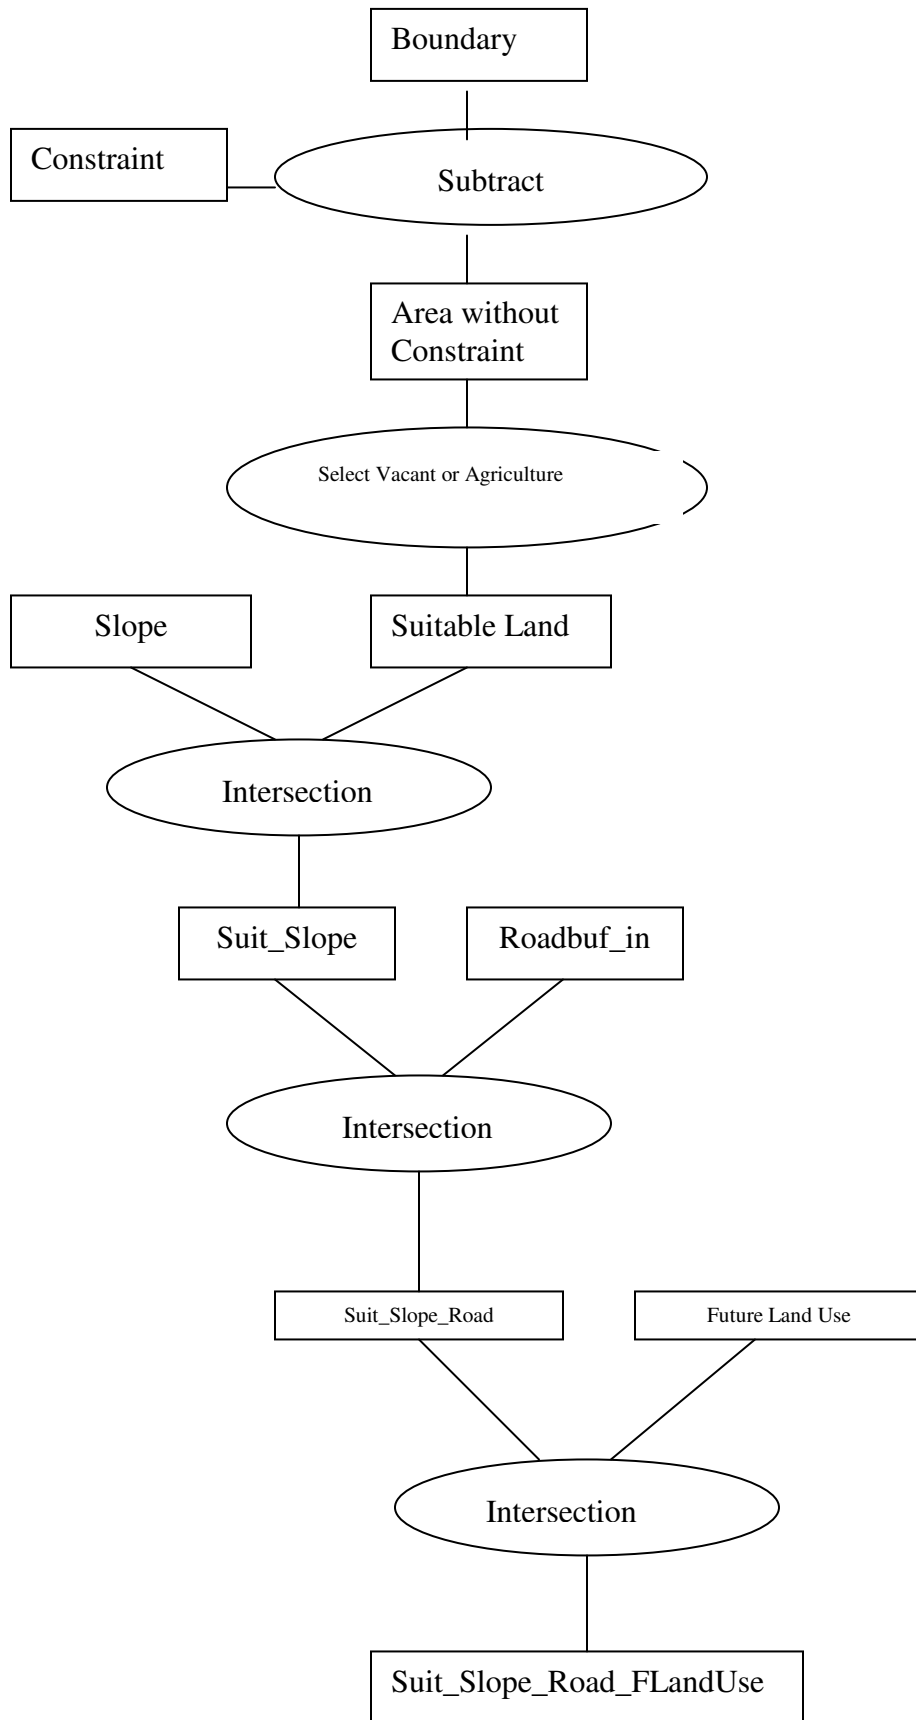 Boundary
Constraint
Subtract
Area without
Constraint
Select Vacant or Agriculture
Slope
Suitable Land
Intersection
Suit_Slope
Roadbuf_in
Intersection
Suit_Slope_Road
Future Land Use
Intersection
Suit_Slope_Road_FLandUse